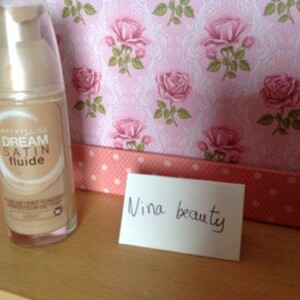 MAYBELLINE
DREAM
SATIN
fluide
Nina beauty